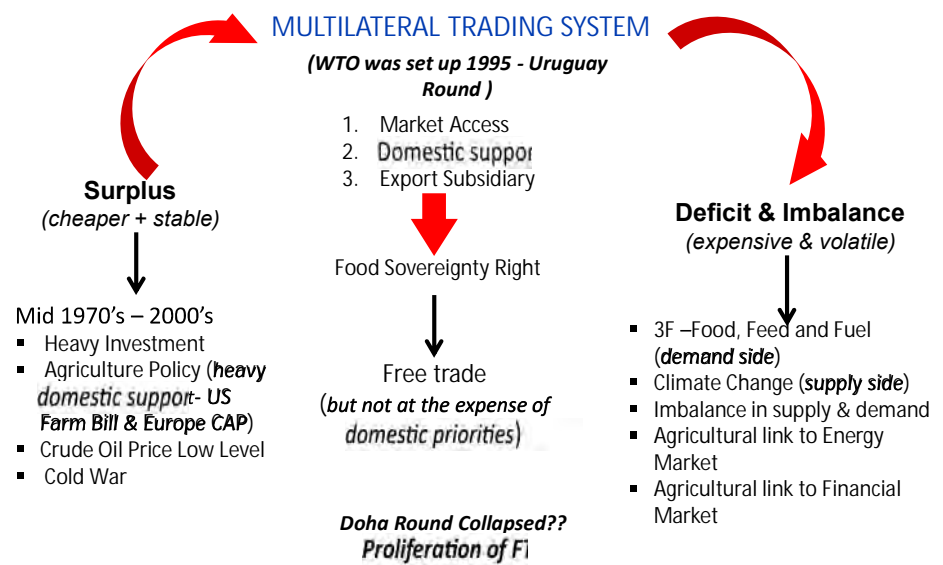 MULTILATERAL TRADING SYSTEM
(WTO was set up 1995 - Uruguay
Round )
1. Market Access
2. Domestic suppor
3. Export Subsidiary
Food Sovereignty Right
Free trade
(but not at the expense of
domestic priorities)
Doha Round Collapsed??
Proliferation of FT
Surplus
(cheaper + stable)
Mid 1970's – 2000's
▪ Heavy Investment
▪ Agriculture Policy (heavy
domestic support- US
Farm Bill & Europe CAP)
▪ Crude Oil Price Low Level
▪ Cold War
Deficit & Imbalance
(expensive & volatile)
▪ 3F –Food, Feed and Fuel
(demand side)
▪ Climate Change (supply side)
▪ Imbalance in supply & demand
▪ Agricultural link to Energy
Market
▪ Agricultural link to Financial
Market